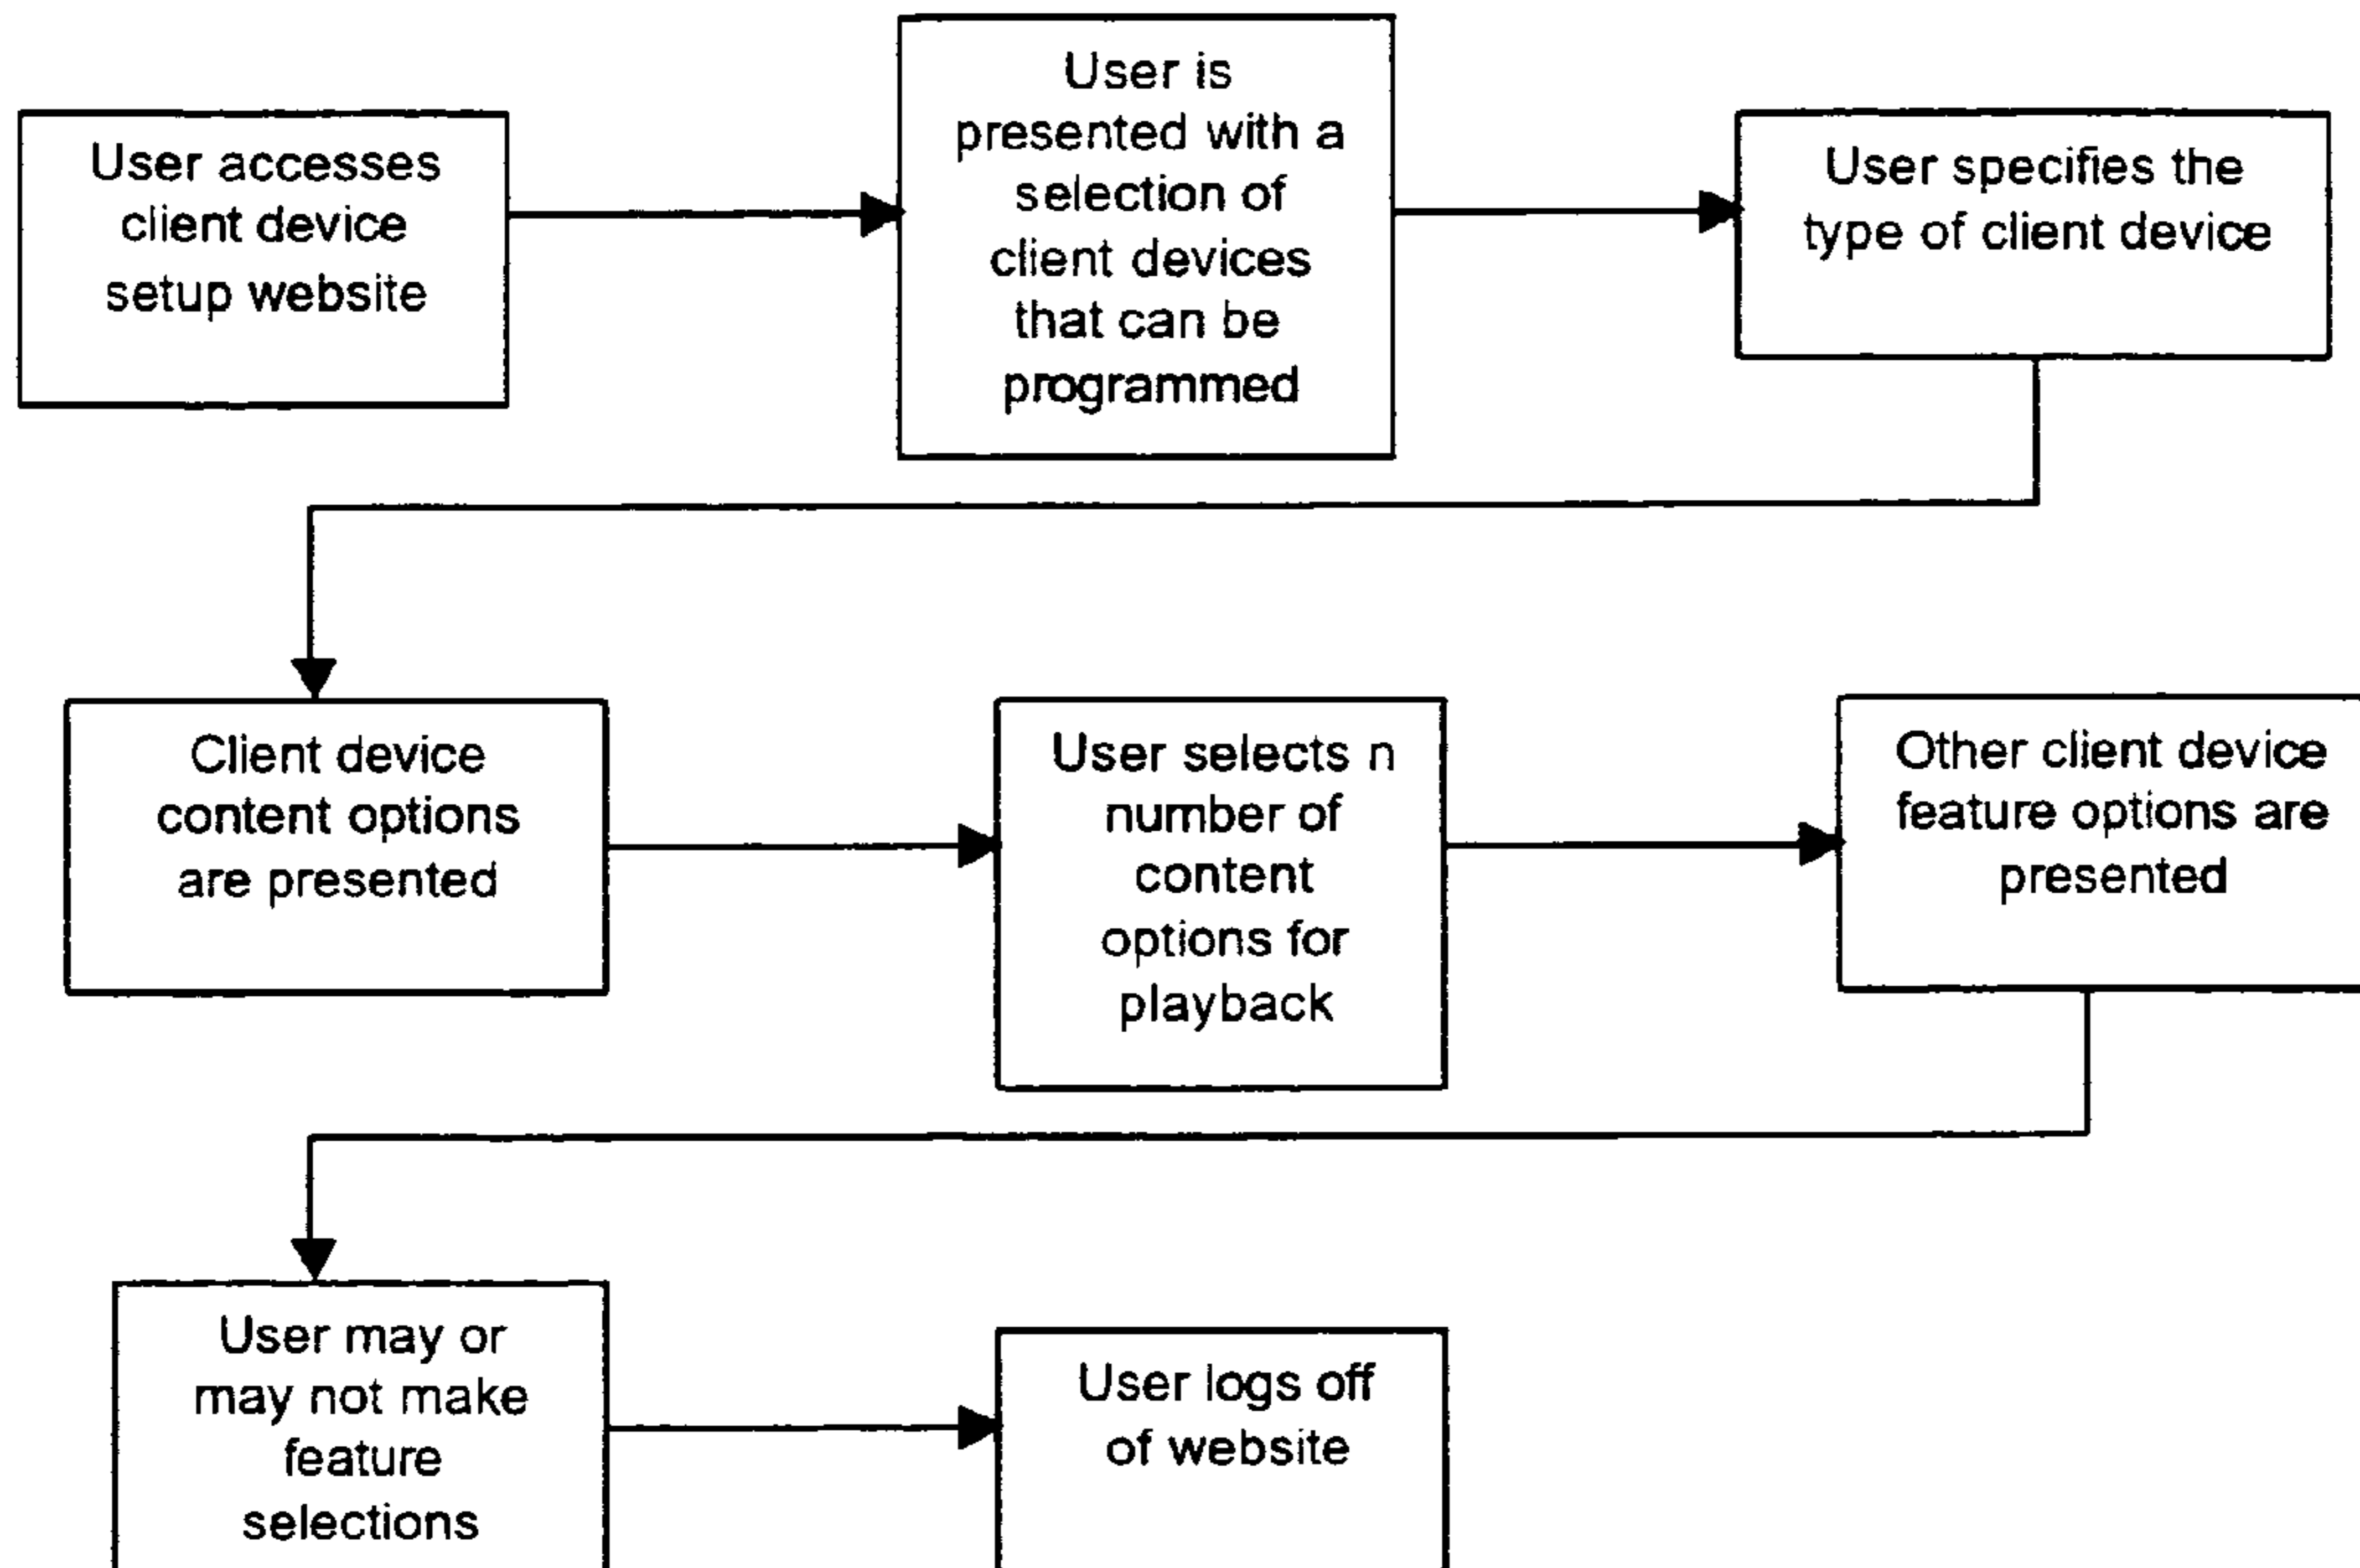 User accesses
client device
setup website
User is
presented with a
selection of
client devices
that can be
programmed
User specifies the
type of client device
Client device
content options
are presented
User selects n
number of
content
options for
playback
Other client device
feature options are
presented
User may or
may not make
feature
selections
User logs off
of website